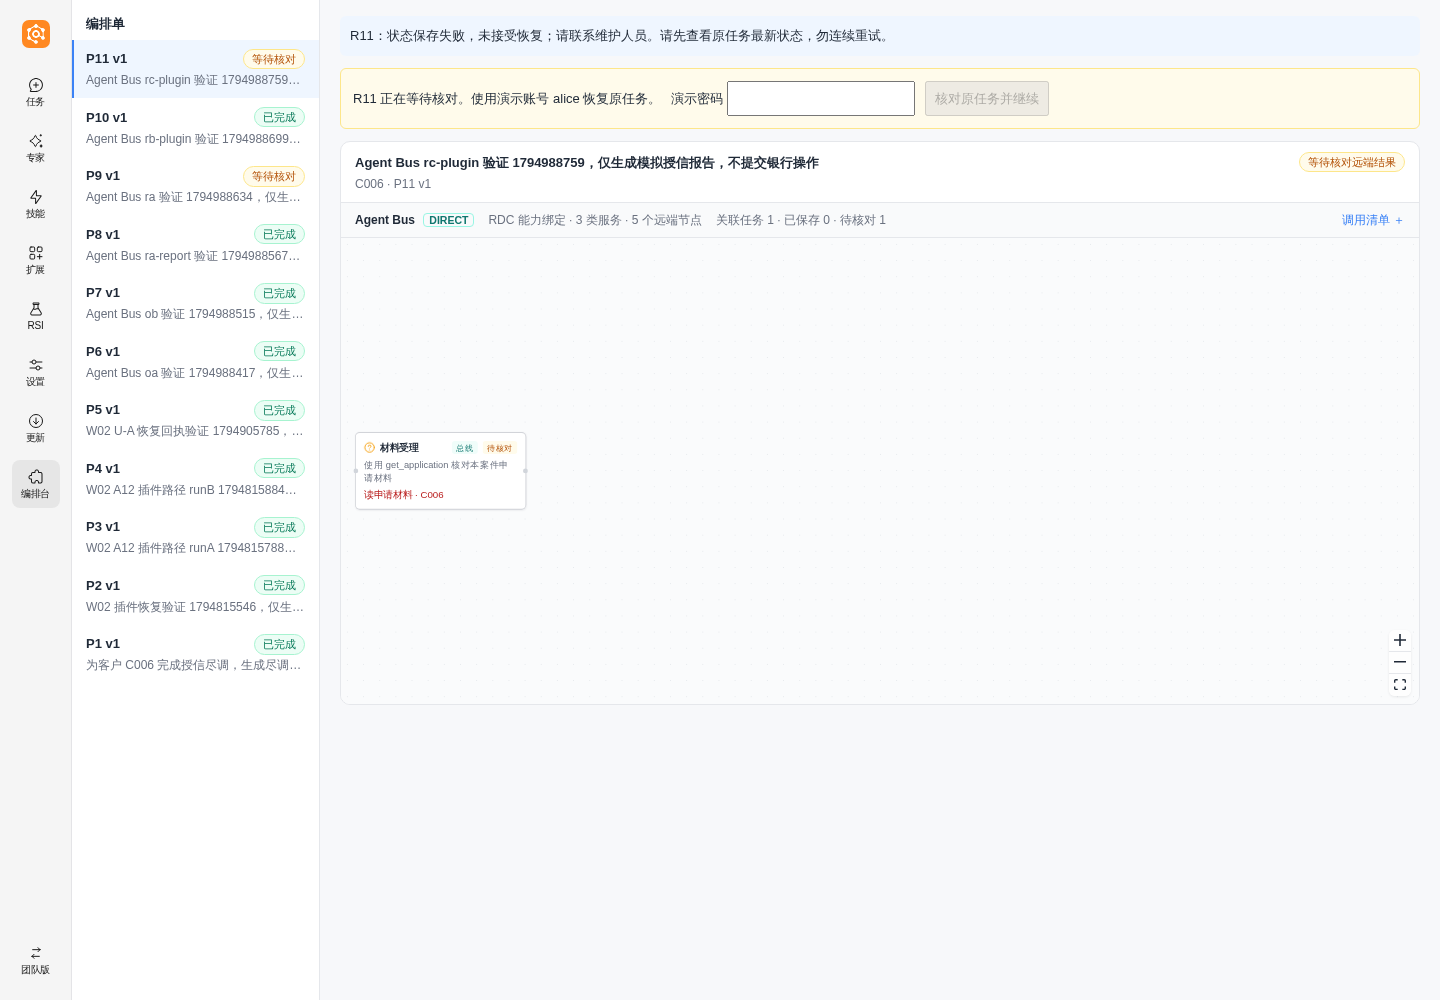 任务
专家
技能
扩展
RSI
设置
更新
编排台
团队版
编排单
P11 v1
等待核对
Agent Bus rc-plugin 验证 1794988759…
P10 v1
已完成
Agent Bus rb-plugin 验证 1794988699…
P9 v1
等待核对
Agent Bus ra 验证 1794988634，仅生…
P8 v1
已完成
Agent Bus ra-report 验证 1794988567…
P7 v1
已完成
Agent Bus ob 验证 1794988515，仅生…
P6 v1
已完成
Agent Bus oa 验证 1794988417，仅生…
P5 v1
已完成
W02 U-A 恢复回执验证 1794905785，…
P4 v1
已完成
W02 A12 插件路径 runB 1794815884…
P3 v1
已完成
W02 A12 插件路径 runA 1794815788…
P2 v1
已完成
W02 插件恢复验证 1794815546，仅生…
P1 v1
已完成
为客户 C006 完成授信尽调，生成尽调…
R11：状态保存失败，未接受恢复；请联系维护人员。请先查看原任务最新状态，勿连续重试。
R11 正在等待核对。使用演示账号 alice 恢复原任务。 演示密码 核对原任务并继续
Agent Bus rc-plugin 验证 1794988759，仅生成模拟授信报告，不提交银行操作
等待核对远端结果
C006 · P11 v1
Agent Bus DIRECT RDC 能力绑定 · 3 类服务 · 5 个远端节点 关联任务 1 · 已保存 0 · 待核对 1 调用清单 ＋
材料受理 总线 待核对
使用 get_application 核对本案件申
请材料
读申请材料 · C006